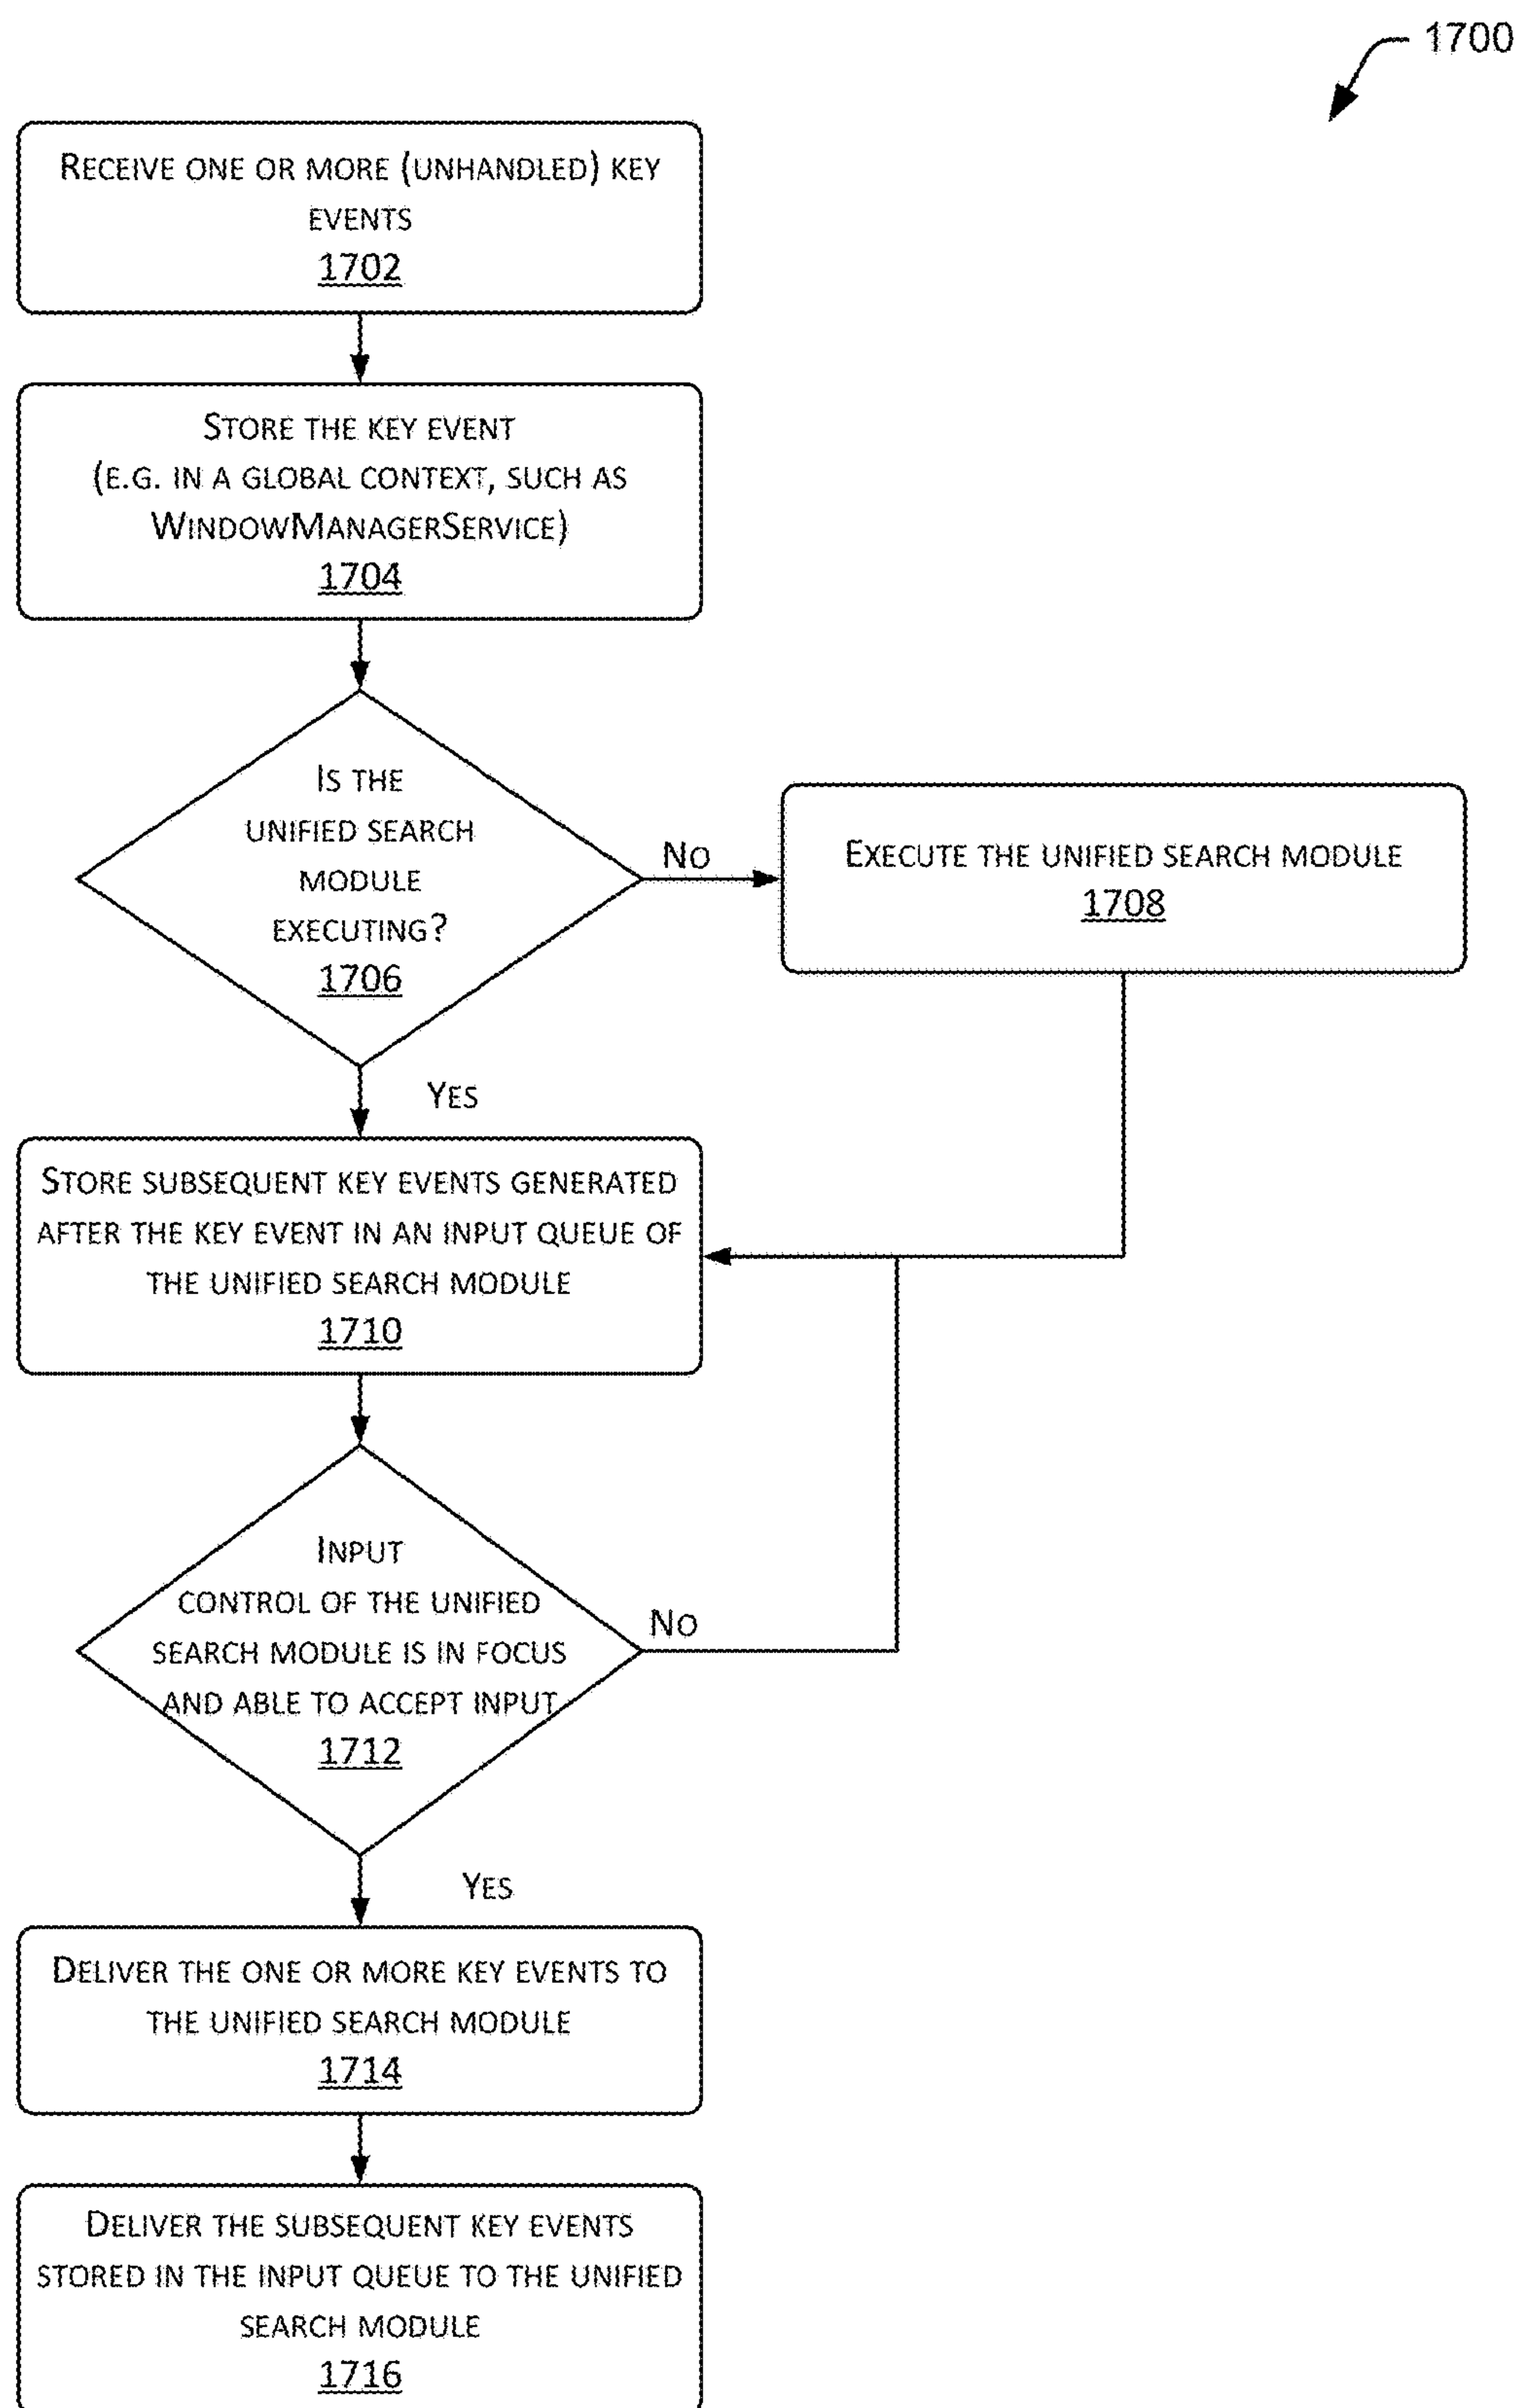 1700
Receive one or more (unhandled) key
events
1702
Store the key event
(e.g. in a global context, such as
WindowManagerService)
1704
Is the
unified search
module
executing?
1706
No
Execute the unified search module
1708
Yes
Store subsequent key events generated
after the key event in an input queue of
the unified search module
1710
Input
control of the unified
search module is in focus
and able to accept input
1712
No
Yes
Deliver the one or more key events to
the unified search module
1714
Deliver the subsequent key events
stored in the input queue to the unified
search module
1716